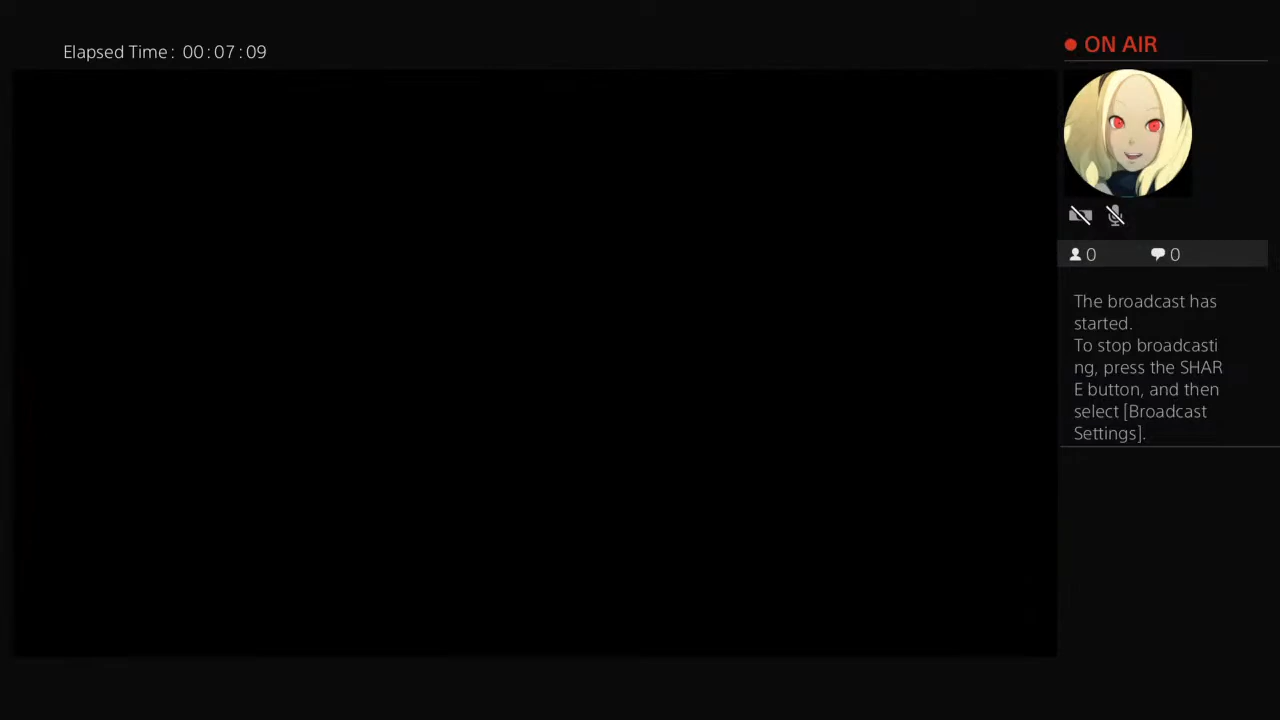 Elapsed Time: 00:07:09
ON AIR
0 0
The broadcast has
started.
To stop broadcasti
ng, press the SHAR
E button, and then
select [Broadcast
Settings].